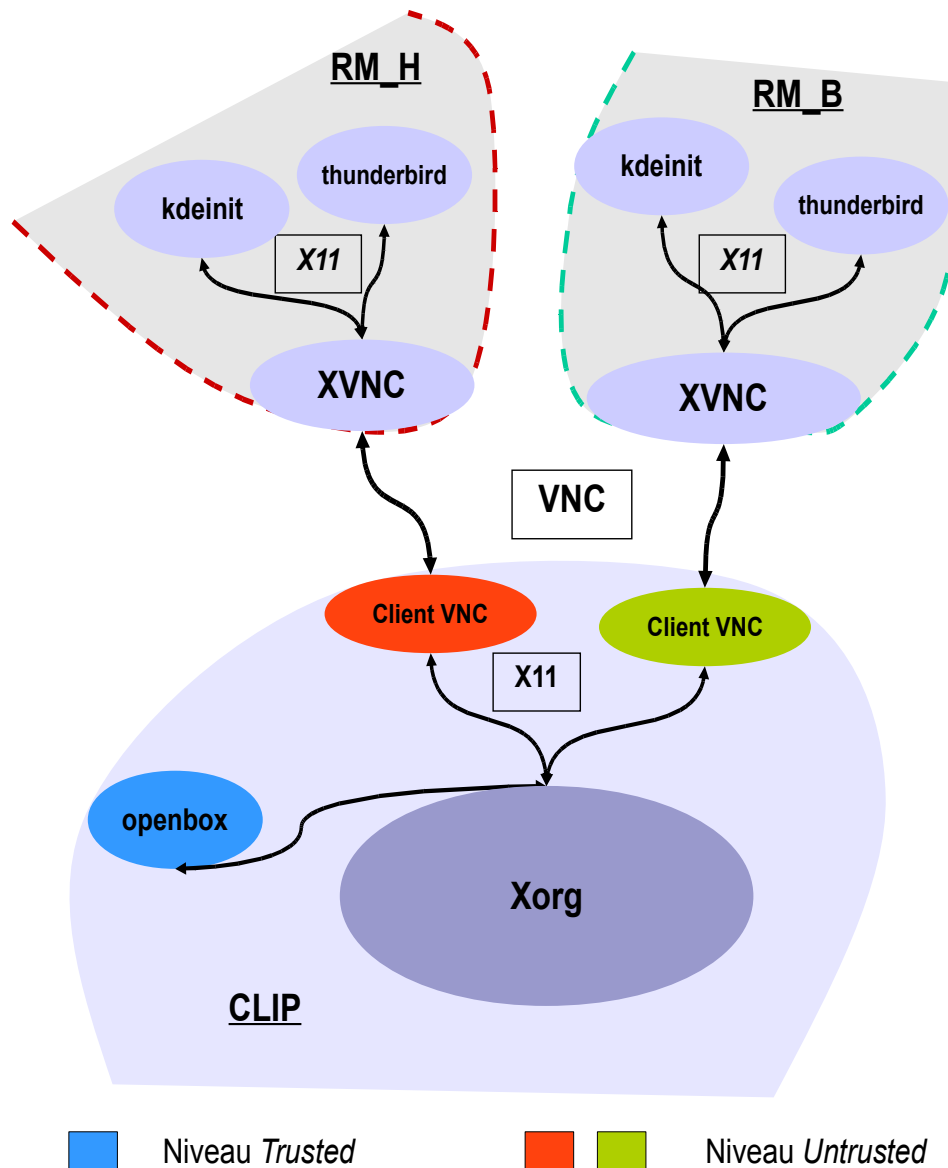 RM_H
RM_B
kdeinit
thunderbird
kdeinit
thunderbird
X11
X11
XVNC
XVNC
VNC
Client VNC
Client VNC
X11
openbox
Xorg
CLIP
Niveau Trusted
Niveau Untrusted